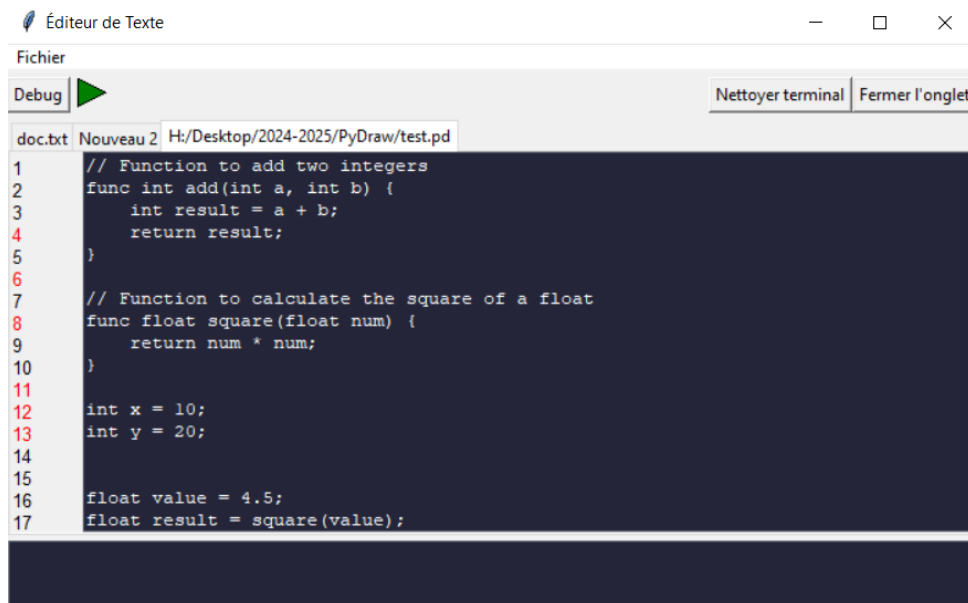 Éditeur de Texte
Fichier
Debug Nettoyer terminal Fermer l'onglet
doc.txt Nouveau 2 H:/Desktop/2024-2025/PyDraw/test.pd
1 // Function to add two integers
2 func int add(int a, int b) {
3     int result = a + b;
4     return result;
5 }
6
7 // Function to calculate the square of a float
8 func float square(float num) {
9     return num * num;
10 }
11
12 int x = 10;
13 int y = 20;
14
15
16 float value = 4.5;
17 float result = square(value);